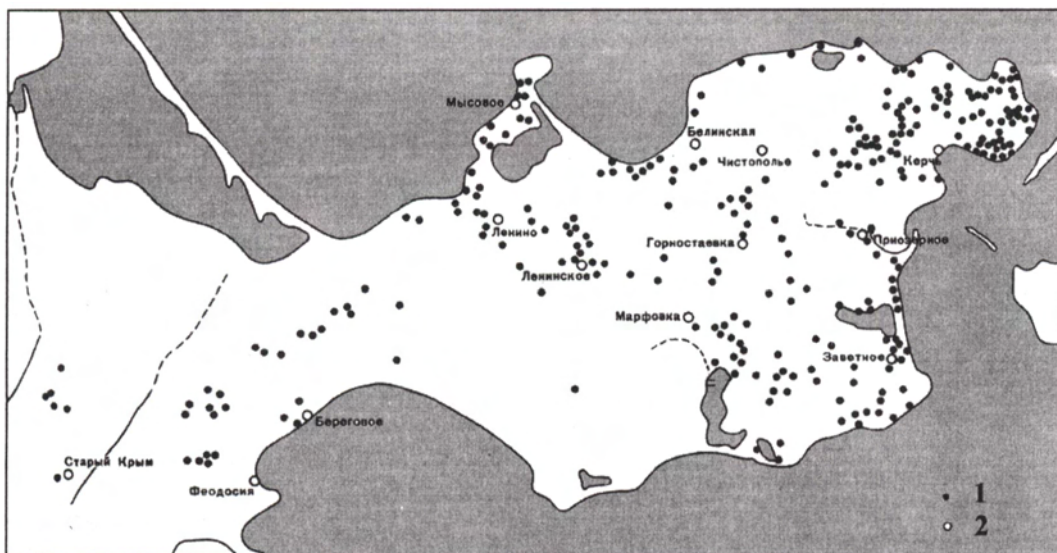 Мысовое
Белинская
Чистополье
Керчь
Ленино
Горностаевка
Приозерное
Ленинское
Марфовка
Заветное
Береговое
Старый Крым
Феодосия
1
2